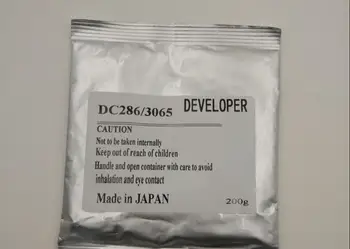 DC286/3065 DEVELOPER
CAUTION
Not to be taken internally
Keep out of reach of children
Handle and open container with care to avoid
inhalation and eye contact
Made in JAPAN 200g